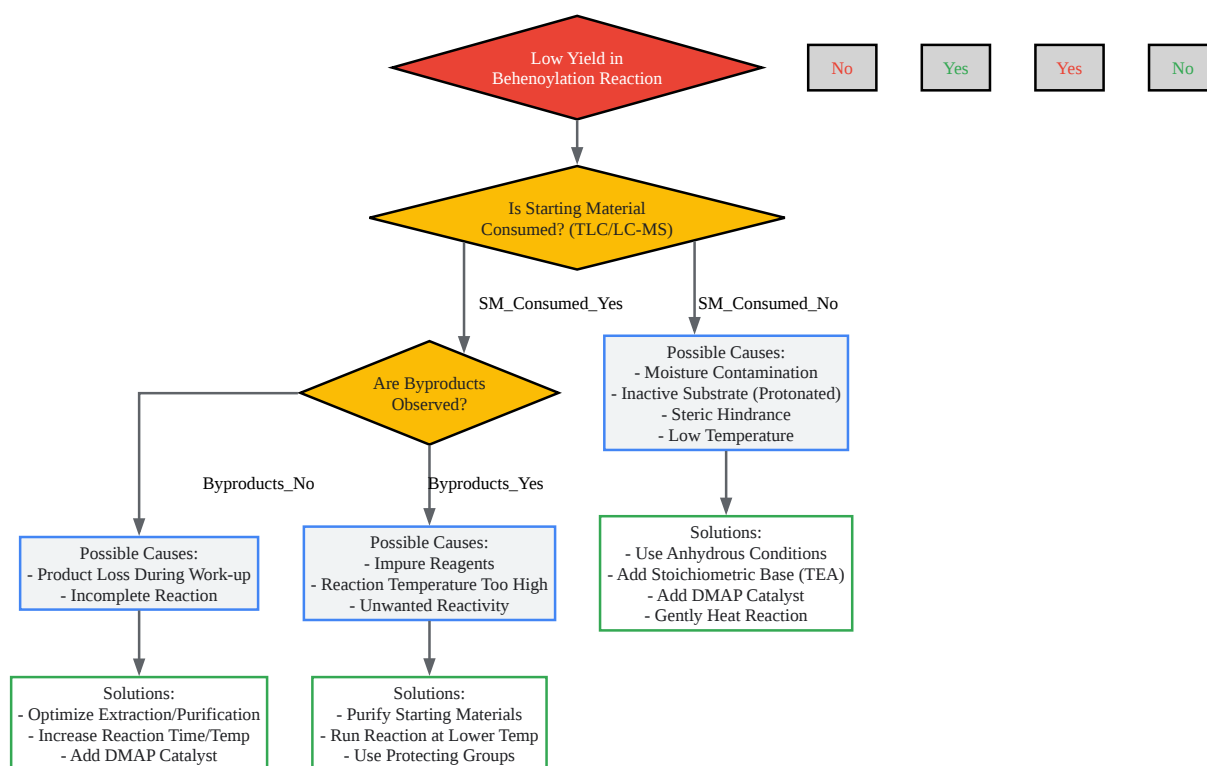 Low Yield in
Behenoylation Reaction
No
Yes
Yes
No
Is Starting Material
Consumed? (TLC/LC-MS)
SM_Consumed_Yes
SM_Consumed_No
Are Byproducts
Observed?
Possible Causes:
- Moisture Contamination
- Inactive Substrate (Protonated)
- Steric Hindrance
- Low Temperature
Byproducts_No
Byproducts_Yes
Possible Causes:
- Product Loss During Work-up
- Incomplete Reaction
Possible Causes:
- Impure Reagents
- Reaction Temperature Too High
- Unwanted Reactivity
Solutions:
- Use Anhydrous Conditions
- Add Stoichiometric Base (TEA)
- Add DMAP Catalyst
- Gently Heat Reaction
Solutions:
- Optimize Extraction/Purification
- Increase Reaction Time/Temp
- Add DMAP Catalyst
Solutions:
- Purify Starting Materials
- Run Reaction at Lower Temp
- Use Protecting Groups